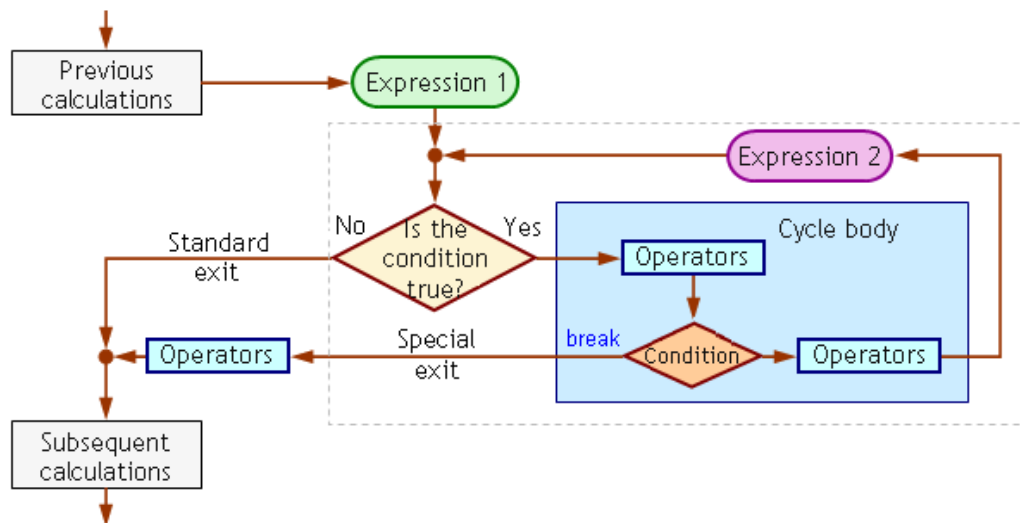 Previous
calculations
Expression 1
Expression 2
No
Is the
condition
true?
Yes
Cycle body
Operators
Standard
exit
Operators
Special
exit
break
Condition
Operators
Subsequent
calculations